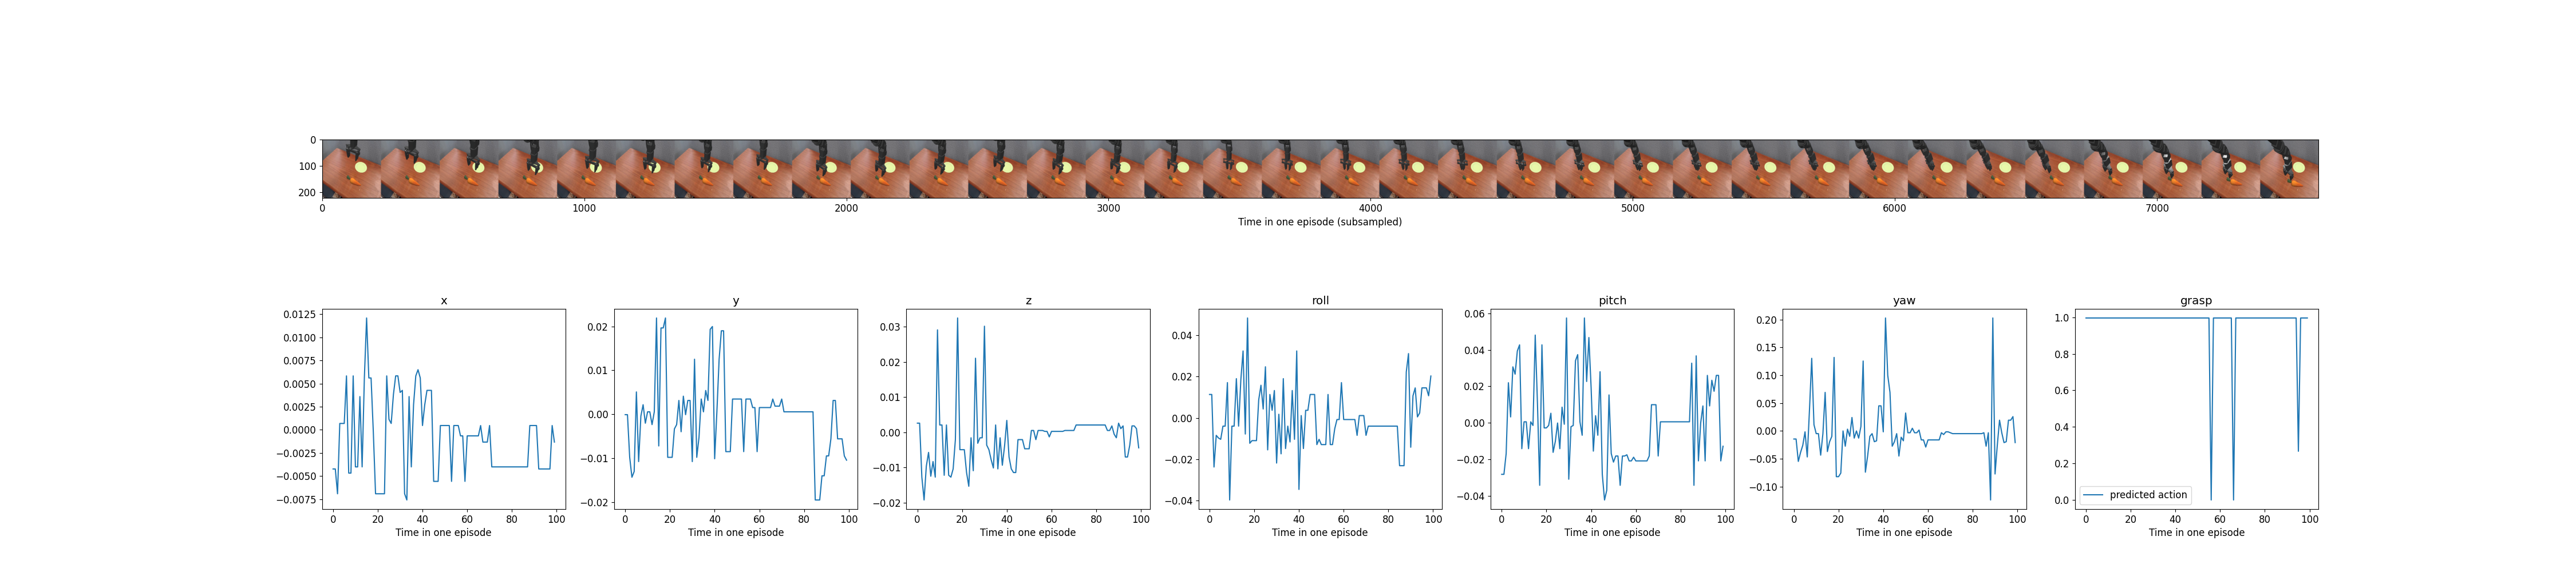 0
100
200
0 1000 2000 3000 4000 5000 6000 7000
Time in one episode (subsampled)
x
0.0125
0.0100
0.0075
0.0050
0.0025
0.0000
−0.0025
−0.0050
−0.0075
0 20 40 60 80 100
Time in one episode
y
0.02
0.01
0.00
−0.01
−0.02
0 20 40 60 80 100
Time in one episode
z
0.03
0.02
0.01
0.00
−0.01
−0.02
0 20 40 60 80 100
Time in one episode
roll
0.04
0.02
0.00
−0.02
−0.04
0 20 40 60 80 100
Time in one episode
pitch
0.06
0.04
0.02
0.00
−0.02
−0.04
0 20 40 60 80 100
Time in one episode
yaw
0.20
0.15
0.10
0.05
0.00
−0.05
−0.10
0 20 40 60 80 100
Time in one episode
grasp
1.0
0.8
0.6
0.4
0.2
0.0
predicted action
0 20 40 60 80 100
Time in one episode